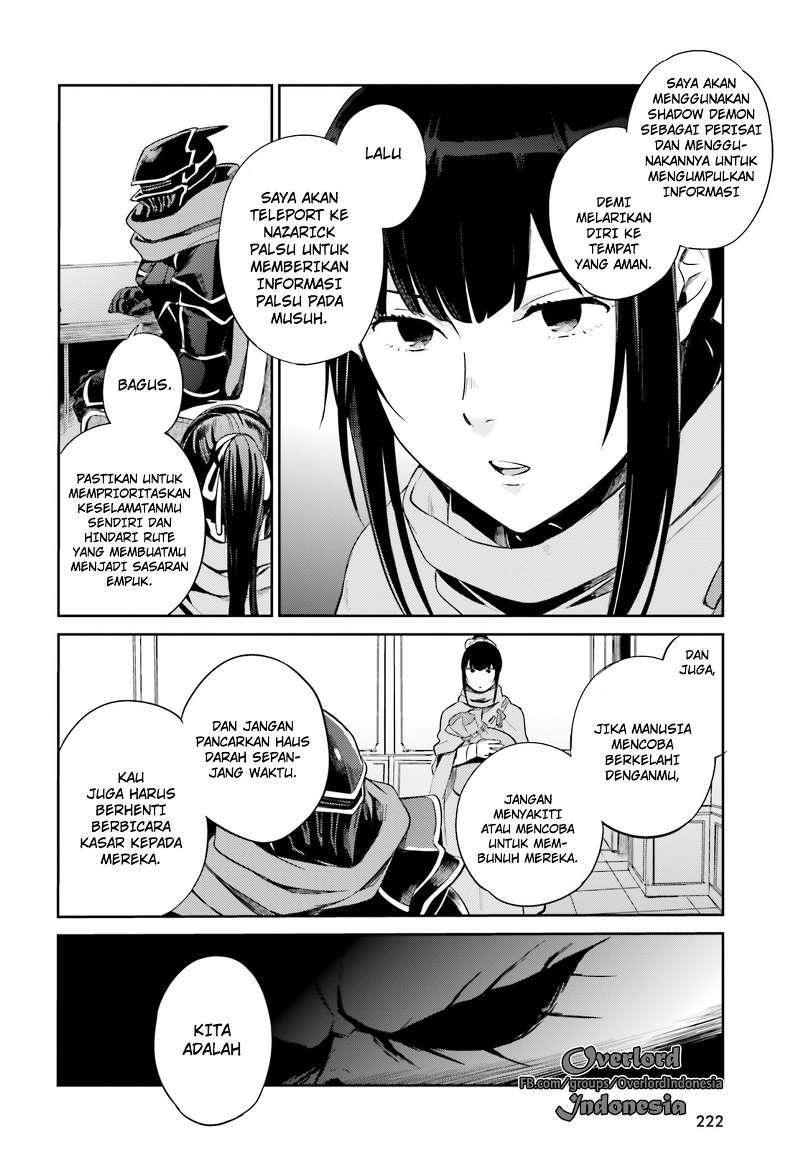 SAYA AKAN
MENGGUNAKAN
SHADOW DEMON
SEBAGAI PERISAI
DAN MENGGU-
NAKANNYA UNTUK
MENGUMPULKAN
INFORMASI
DEMI
MELARIKAN
DIRI KE
TEMPAT
YANG AMAN.
LALU
SAYA AKAN
TELEPORT KE
NAZARICK
PALSU UNTUK
MEMBERIKAN
INFORMASI
PALSU PADA
MUSUH.
BAGUS.
PASTIKAN UNTUK
MEMPRIORITASKAN
KESELAMATANMU
SENDIRI DAN
HINDARI RUTE
YANG MEMBUATMU
MENJADI SASARAN
EMPUK.
DAN
JUGA,
JIKA MANUSIA
MENCOBA
BERKELAHI
DENGANMU,
JANGAN
MENYAKITI
ATAU MENCOBA
UNTUK MEM-
BUNUH MEREKA.
DAN JANGAN
PANCARKAN HAUS
DARAH SEPAN-
JANG WAKTU.
KAU
JUGA HARUS
BERHENTI
BERBICARA
KASAR KEPADA
MEREKA.
KITA
ADALAH
Overlord
FB.com/groups/OverlordIndonesia
Indonesia
222